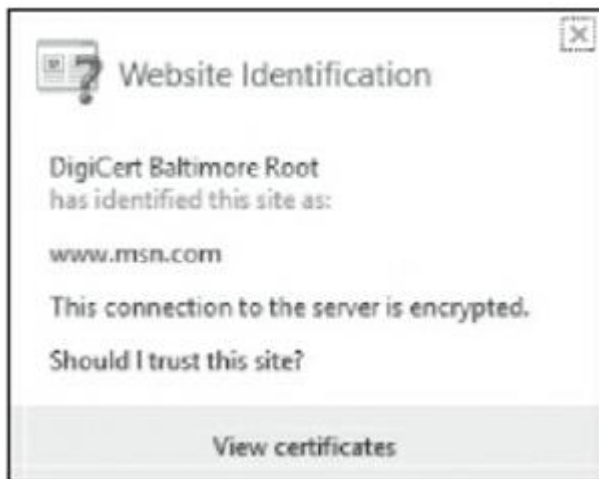 Website Identification
DigiCert Baltimore Root
has identified this site as:
www.msn.com
This connection to the server is encrypted.
Should I trust this site?
View certificates